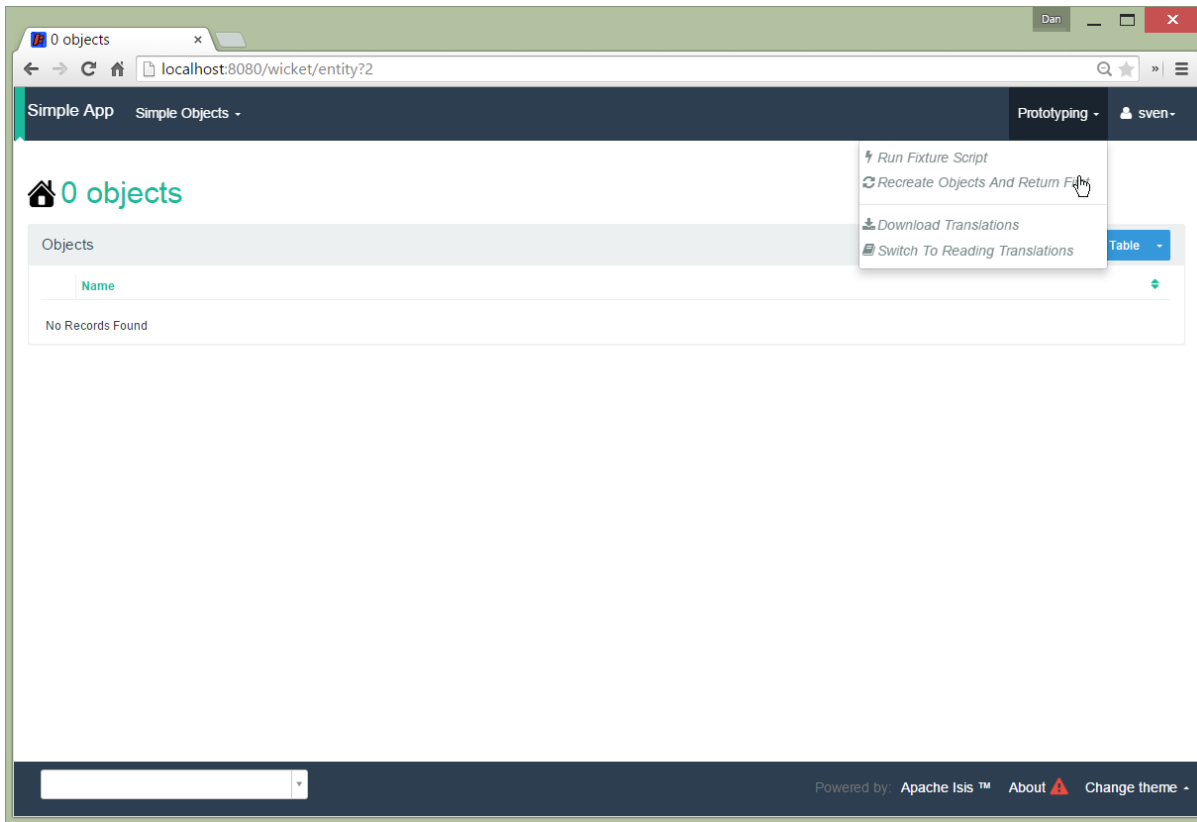 Dan
0 objects
localhost:8080/wicket/entity?2
Simple App Simple Objects Prototyping sven
Run Fixture Script
Recreate Objects And Return
0 objects
Download Translations
Objects Table
Switch To Reading Translations
Name
No Records Found
Powered by: Apache Isis ™ About Change theme